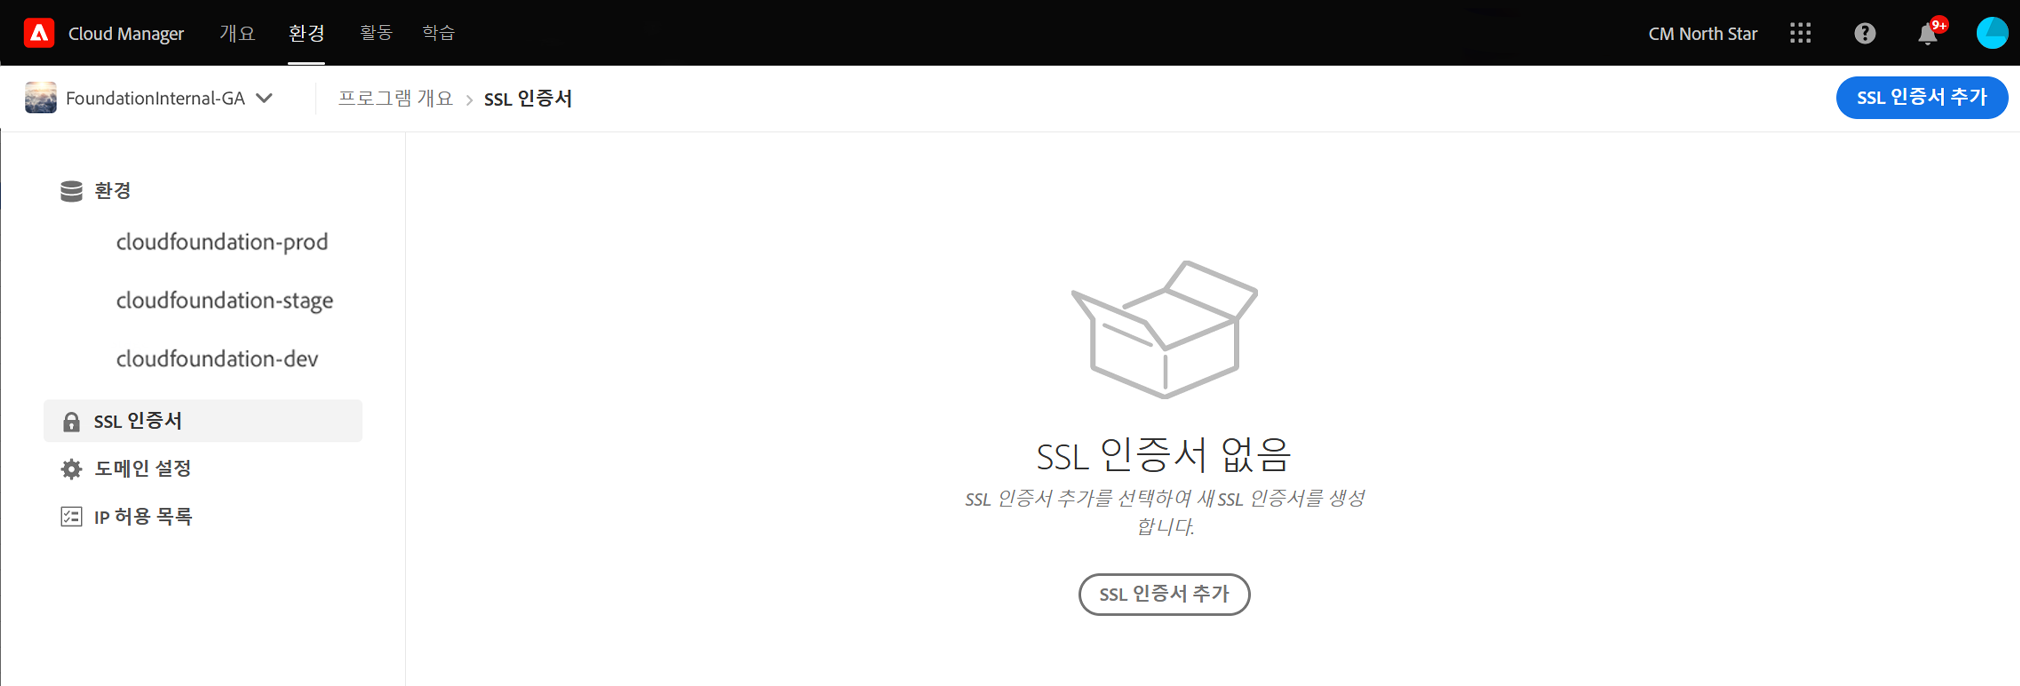 Cloud Manager 개요 환경 활동 학습 CM North Star 9+
FoundationInternal-GA 프로그램 개요 > SSL 인증서 SSL 인증서 추가
환경
cloudfoundation-prod
cloudfoundation-stage
cloudfoundation-dev
SSL 인증서
도메인 설정
IP 허용 목록
SSL 인증서 없음
SSL 인증서 추가를 선택하여 새 SSL 인증서를 생성
합니다.
SSL 인증서 추가